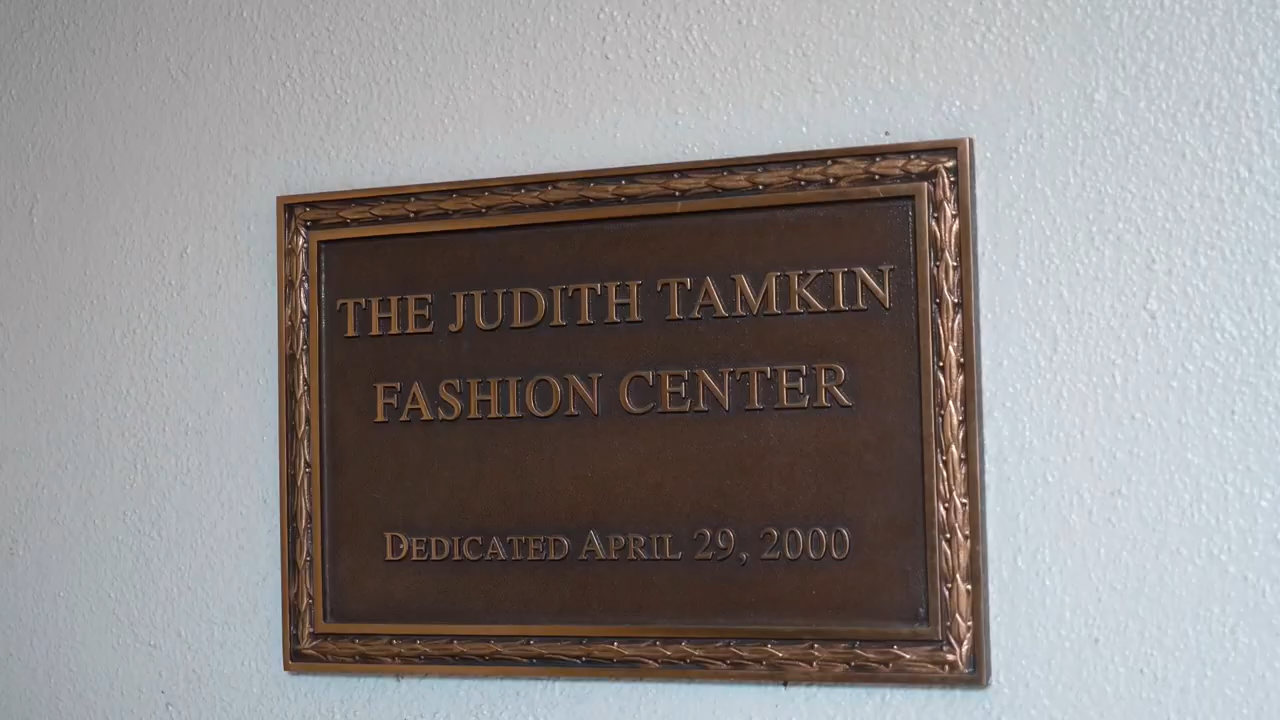 THE JUDITH TAMKIN
FASHION CENTER
DEDICATED APRIL 29, 2000